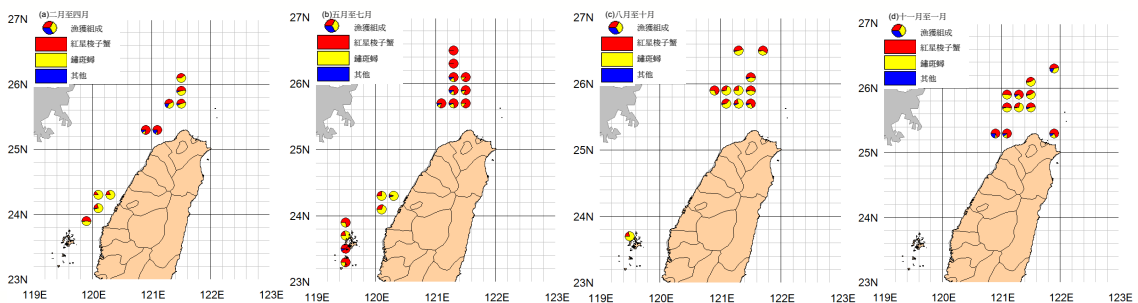 (a)二月至四月
漁獲組成
紅星梭子蟹
鏽斑蟳
其他
27N
26N
25N
24N
23N
119E
120E
121E
122E
123E
(b)五月至七月
漁獲組成
紅星梭子蟹
鏽斑蟳
其他
27N
26N
25N
24N
23N
119E
120E
121E
122E
123E
(c)八月至十月
漁獲組成
紅星梭子蟹
鏽斑蟳
其他
27N
26N
25N
24N
23N
119E
120E
121E
122E
123E
(d)十一月至一月
漁獲組成
紅星梭子蟹
鏽斑蟳
其他
27N
26N
25N
24N
23N
119E
120E
121E
122E
123E